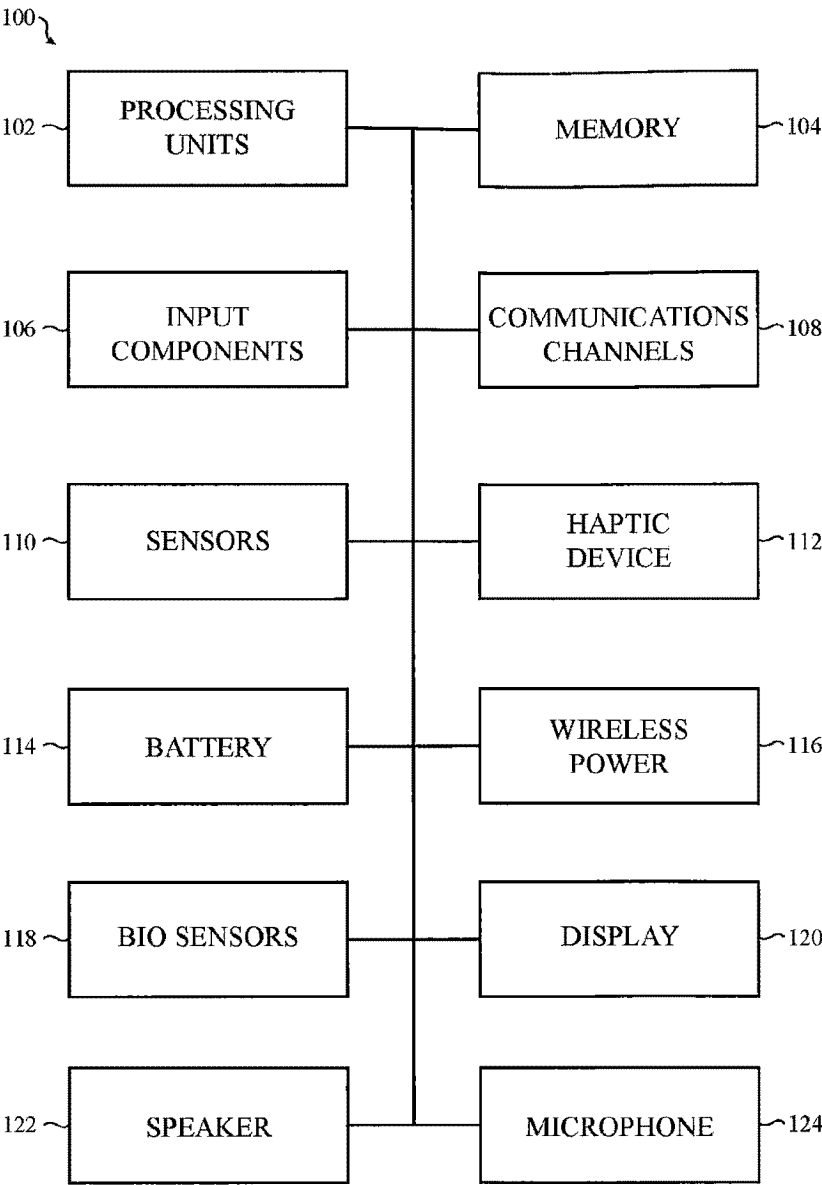 100
102
PROCESSING
UNITS
MEMORY
104
106
INPUT
COMPONENTS
COMMUNICATIONS
CHANNELS
108
110
SENSORS
HAPTIC
DEVICE
112
114
BATTERY
WIRELESS
POWER
116
118
BIO SENSORS
DISPLAY
120
122
SPEAKER
MICROPHONE
124